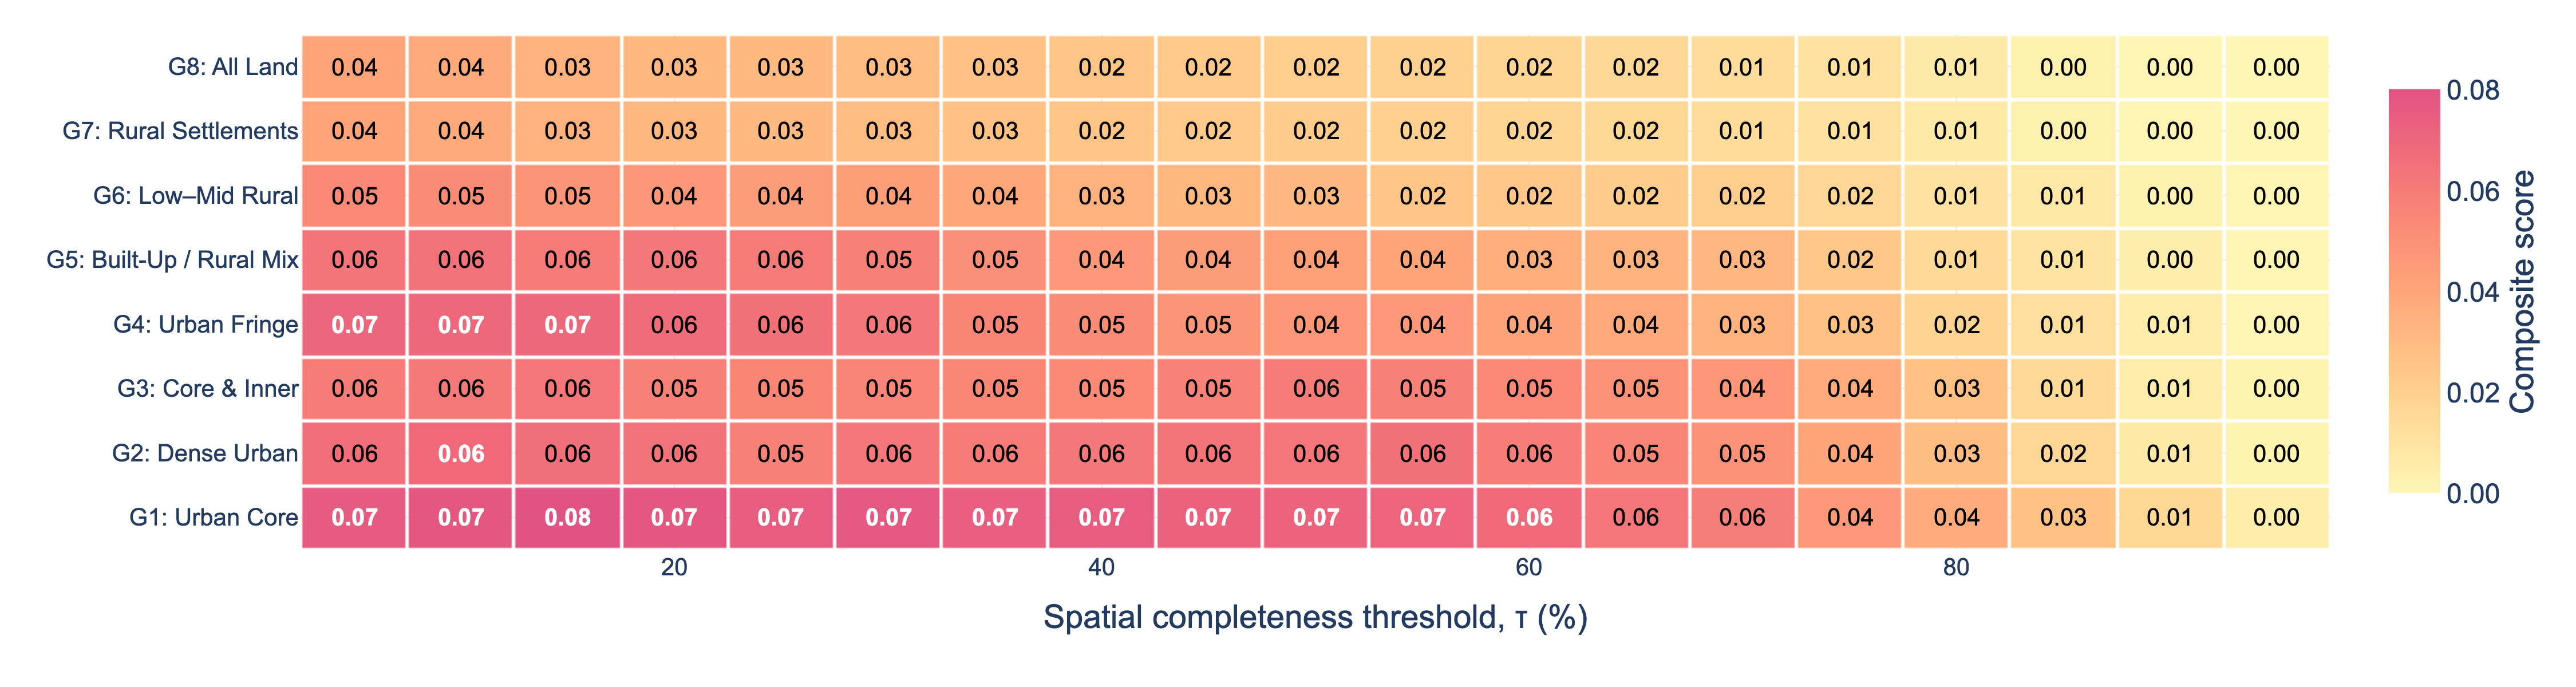 G8: All Land 0.04 0.04 0.03 0.03 0.03 0.03 0.03 0.02 0.02 0.02 0.02 0.02 0.02 0.01 0.01 0.01 0.00 0.00 0.00
G7: Rural Settlements 0.04 0.04 0.03 0.03 0.03 0.03 0.03 0.02 0.02 0.02 0.02 0.02 0.02 0.01 0.01 0.01 0.00 0.00 0.00
G6: Low–Mid Rural 0.05 0.05 0.05 0.04 0.04 0.04 0.04 0.03 0.03 0.03 0.02 0.02 0.02 0.02 0.02 0.01 0.01 0.00 0.00
G5: Built-Up / Rural Mix 0.06 0.06 0.06 0.06 0.06 0.05 0.05 0.04 0.04 0.04 0.04 0.03 0.03 0.03 0.02 0.01 0.01 0.00 0.00
G4: Urban Fringe 0.07 0.07 0.07 0.06 0.06 0.06 0.05 0.05 0.05 0.04 0.04 0.04 0.04 0.03 0.03 0.02 0.01 0.01 0.00
G3: Core & Inner 0.06 0.06 0.06 0.05 0.05 0.05 0.05 0.05 0.05 0.06 0.05 0.05 0.05 0.04 0.04 0.03 0.01 0.01 0.00
G2: Dense Urban 0.06 0.06 0.06 0.06 0.05 0.06 0.06 0.06 0.06 0.06 0.06 0.06 0.05 0.05 0.04 0.03 0.02 0.01 0.00
G1: Urban Core 0.07 0.07 0.08 0.07 0.07 0.07 0.07 0.07 0.07 0.07 0.07 0.06 0.06 0.06 0.04 0.04 0.03 0.01 0.00
20 40 60 80
Spatial completeness threshold, τ (%)
0.08
0.06
0.04
0.02
0.00
Composite score